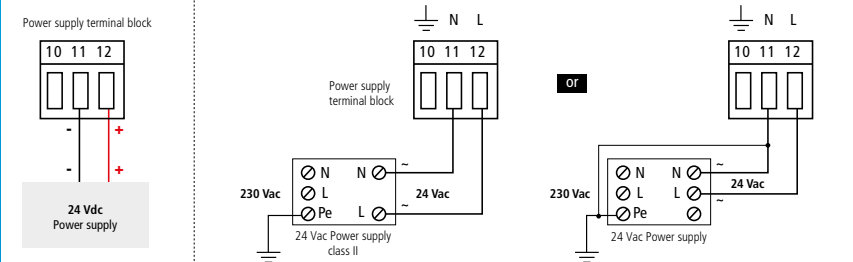 Power supply terminal block
10 11 12
-
+
-
+
24 Vdc
Power supply
N L
10 11 12
Power supply
terminal block
N N ~
230 Vac
L
24 Vac
Pe L ~
24 Vac Power supply
class II
or
N L
10 11 12
N N ~
230 Vac
L L
24 Vac
~
Pe
24 Vac Power supply